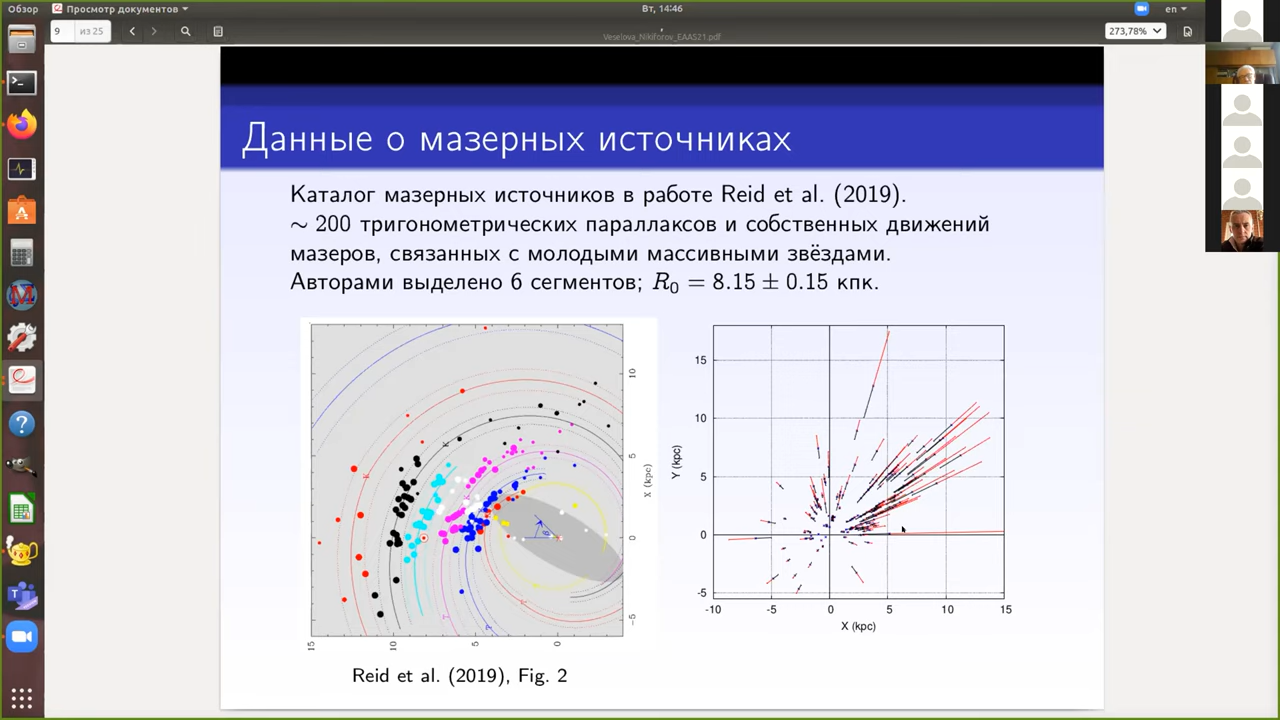 Обзор
Просмотр документов
Вт, 14:46
en
9
из 25
Veselova_Nikiforov_EAAS21.pdf
273,78%
Данные о мазерных источниках
Каталог мазерных источников в работе Reid et al. (2019).
~ 200 тригонометрических параллаксов и собственных движений
мазеров, связанных с молодыми массивными звёздами.
Авторами выделено 6 сегментов; R₀ = 8.15 ± 0.15 кпк.
10
5
X (kpc)
0
−5
15
10
5
0
15
10
5
0
-5
Y (kpc)
-10
-5
0
5
10
15
X (kpc)
Reid et al. (2019), Fig. 2